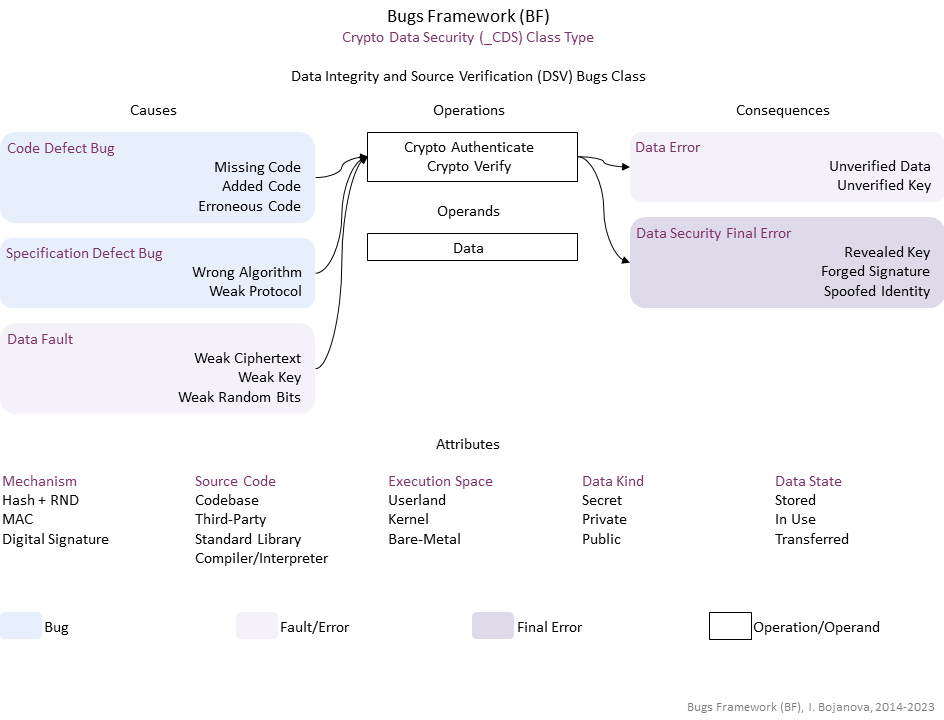 Bugs Framework (BF)
Crypto Data Security (_CDS) Class Type
Data Integrity and Source Verification (DSV) Bugs Class
Causes
Operations
Consequences
Code Defect Bug
Missing Code
Added Code
Erroneous Code
Specification Defect Bug
Wrong Algorithm
Weak Protocol
Data Fault
Weak Ciphertext
Weak Key
Weak Random Bits
Crypto Authenticate
Crypto Verify
Operands
Data
Data Error
Unverified Data
Unverified Key
Data Security Final Error
Revealed Key
Forged Signature
Spoofed Identity
Attributes
Mechanism
Hash + RND
MAC
Digital Signature
Source Code
Codebase
Third-Party
Standard Library
Compiler/Interpreter
Execution Space
Userland
Kernel
Bare-Metal
Data Kind
Secret
Private
Public
Data State
Stored
In Use
Transferred
Bug
Fault/Error
Final Error
Operation/Operand
Bugs Framework (BF), I. Bojanova, 2014-2023